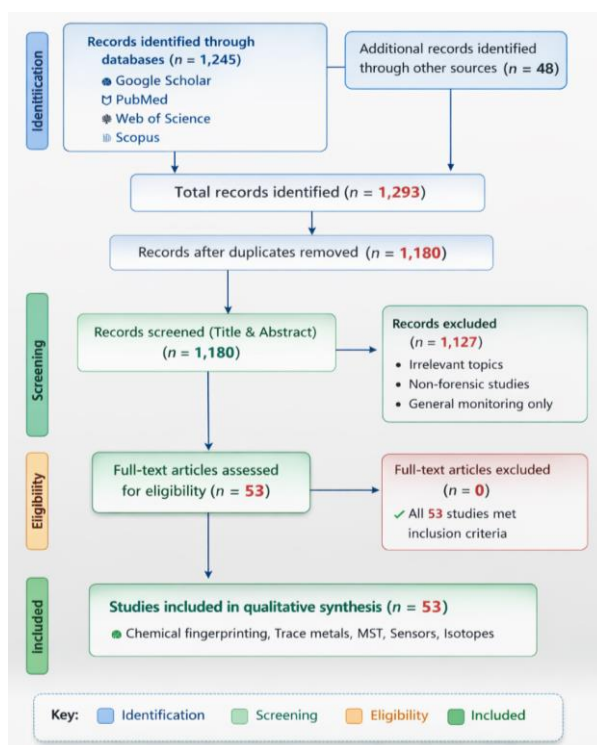 Idenitiication
Records identified through
databases (n = 1,245)
Google Scholar
PubMed
Web of Science
Scopus
Additional records identified
through other sources (n = 48)
Total records identified (n = 1,293)
Records after duplicates removed (n = 1,180)
Screening
Records screened (Title & Abstract)
(n = 1,180)
Records excluded
(n = 1,127)
• Irrelevant topics
• Non-forensic studies
• General monitoring only
Eligibility
Full-text articles assessed
for eligibility (n = 53)
Full-text articles excluded
(n = 0)
✓ All 53 studies met
inclusion criteria
Included
Studies included in qualitative synthesis (n = 53)
Chemical fingerprinting, Trace metals, MST, Sensors, Isotopes
Key: Identification Screening Eligibility Included